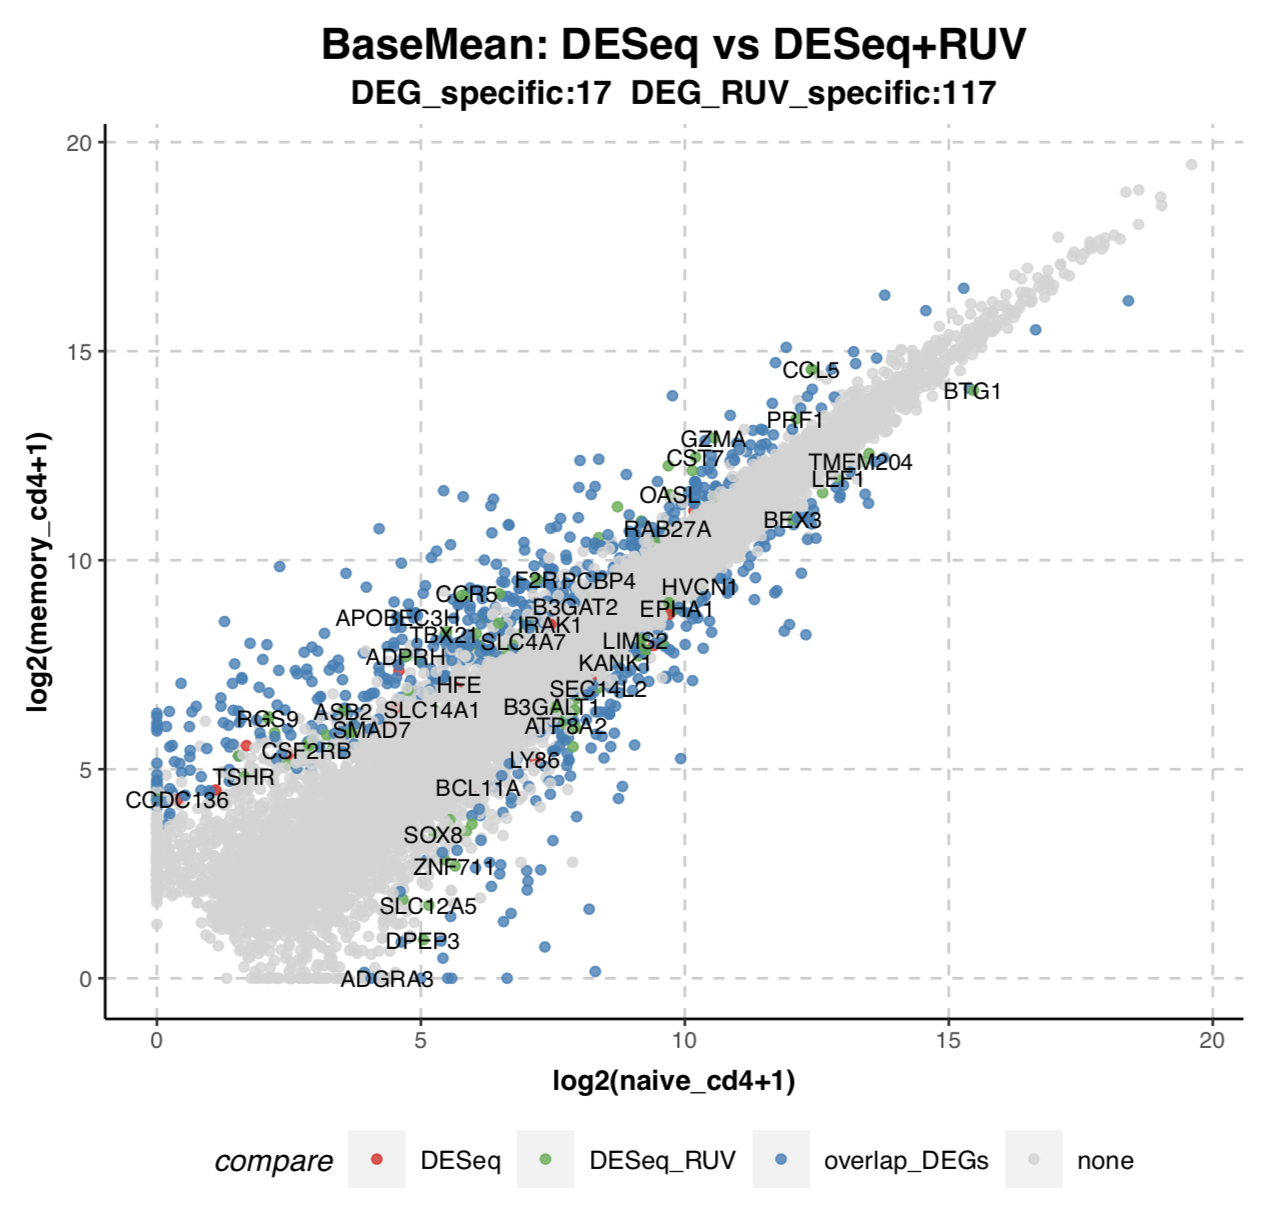 BaseMean: DESeq vs DESeq+RUV
DEG_specific:17 DEG_RUV_specific:117
log2(memory_cd4+1)
20
15
10
5
0
CCL5
BTG1
PRF1
GZMA
CST7
TMEM204
LEF1
OASL
BEX3
RAB27A
F2R
PCBP4
HVCN1
CCR5
B3GAT2
EPHA1
APOBEC3H
IRAK1
TBX21
SLC4A7
LIMS2
ADPRH
KANK1
HFE
SEC14L2
RGS9
ASB2
SLC14A1
B3GALT1
SMAD7
ATP8A2
CSF2RB
LY86
TSHR
BCL11A
CCDC136
SOX8
ZNF711
SLC12A5
DPEP3
ADGRA3
0 5 10 15 20
log2(naive_cd4+1)
compare DESeq DESeq_RUV overlap_DEGs none